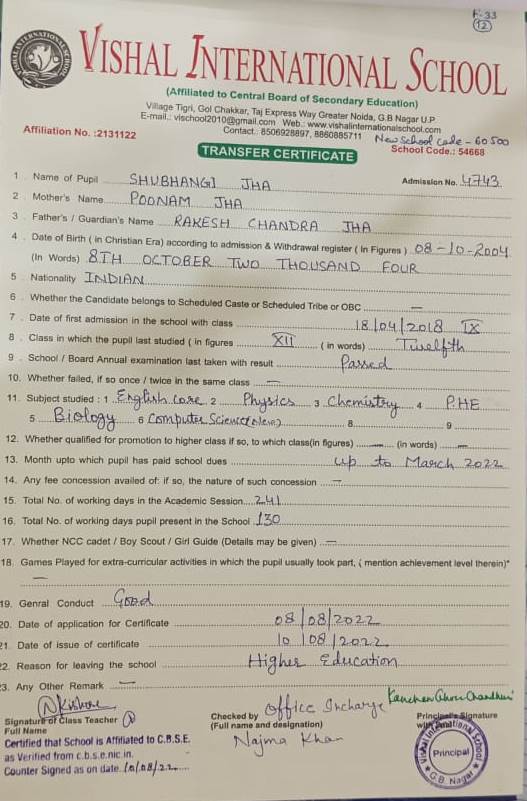 F-33
12
VISHAL INTERNATIONAL SCHOOL
VISHAL INTERNATIONAL SCHOOL
(Affiliated to Central Board of Secondary Education)
Village Tigri, Gol Chakkar, Taj Express Way Greater Noida, G.B Nagar U.P
E-mail.: vischool2010@gmail.com Web.: www.vishalinternationalschool.com
Affiliation No. :2131122 Contact.: 8506928897, 8860885711 New School code - 60500
TRANSFER CERTIFICATE School Code.: 54668
1 . Name of Pupil SHUBHANGI JHA Admission No. 4743
2 . Mother's Name POONAM JHA
3 . Father's / Guardian's Name RAKESH CHANDRA JHA
4 . Date of Birth ( in Christian Era) according to admission & Withdrawal register ( In Figures ) 08-10-2004
(In Words) 8TH OCTOBER TWO THOUSAND FOUR
5 . Nationality INDIAN
6 . Whether the Candidate belongs to Scheduled Caste or Scheduled Tribe or OBC —
7 . Date of first admission in the school with class 18/04/2018 IX
8 . Class in which the pupil last studied ( in figures XII ( in words) Twelfth
9 . School / Board Annual examination last taken with result Passed
10. Whether failed, if so once / twice in the same class —
11. Subject studied : 1 English core 2 Physics 3 Chemistry 4 P.HE
5 Biology 6 Computer Science(New) 8 9
12. Whether qualified for promotion to higher class if so, to which class(in figures) — (in words) —
13. Month upto which pupil has paid school dues up to March 2022
14. Any fee concession availed of: if so, the nature of such concession —
15. Total No. of working days in the Academic Session 241
16. Total No. of working days pupil present in the School 130
17. Whether NCC cadet / Boy Scout / Girl Guide (Details may be given) —
18. Games Played for extra-curricular activities in which the pupil usually took part, ( mention achievement level therein)*
—
19. Genral Conduct Good
20. Date of application for Certificate 08/08/2022
21. Date of issue of certificate 10/08/2022
22. Reason for leaving the school Higher Education
23. Any Other Remark —
Signature of Class Teacher
Full Name
Checked by Office Incharge
(Full name and designation)
Najma Khan
Principal's Signature
Certified that School is Affiliated to C.B.S.E.
as Verified from c.b.s.e.nic.in.
Counter Signed as on date 10/08/22
Vishal International School
Principal
G.B. Nagar